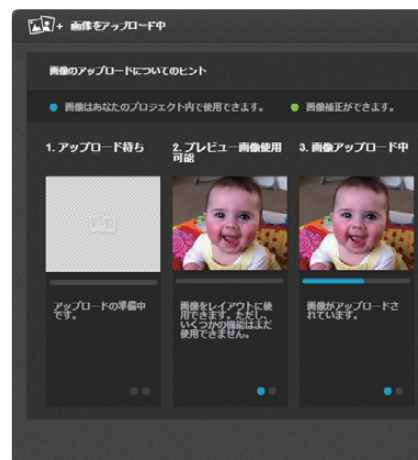 画像をアップロード中
画像のアップロードについてのヒント
画像はあなたのプロジェクト内で使用できます。
画像補正ができます。
1. アップロード待ち
アップロードの準備中
です。
2. プレビュー画像使用
可能
画像をレイアウトに使
用できます。ただし、
いくつかの機能はまだ
使用できません。
3. 画像アップロード中
画像がアップロードさ
れています。